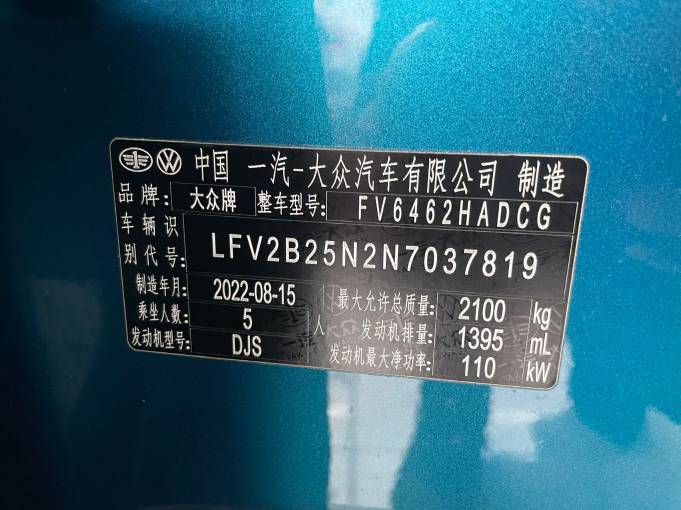 中国 一汽-大众汽车有限公司 制造
品牌: 大众牌 整车型号: FV6462HADCG
车辆识别代号: LFV2B25N2N7037819
制造年月: 2022-08-15 最大允许总质量: 2100 kg
乘坐人数: 5 人 发动机排量: 1395 mL
发动机型号: DJS 发动机最大净功率: 110 kW